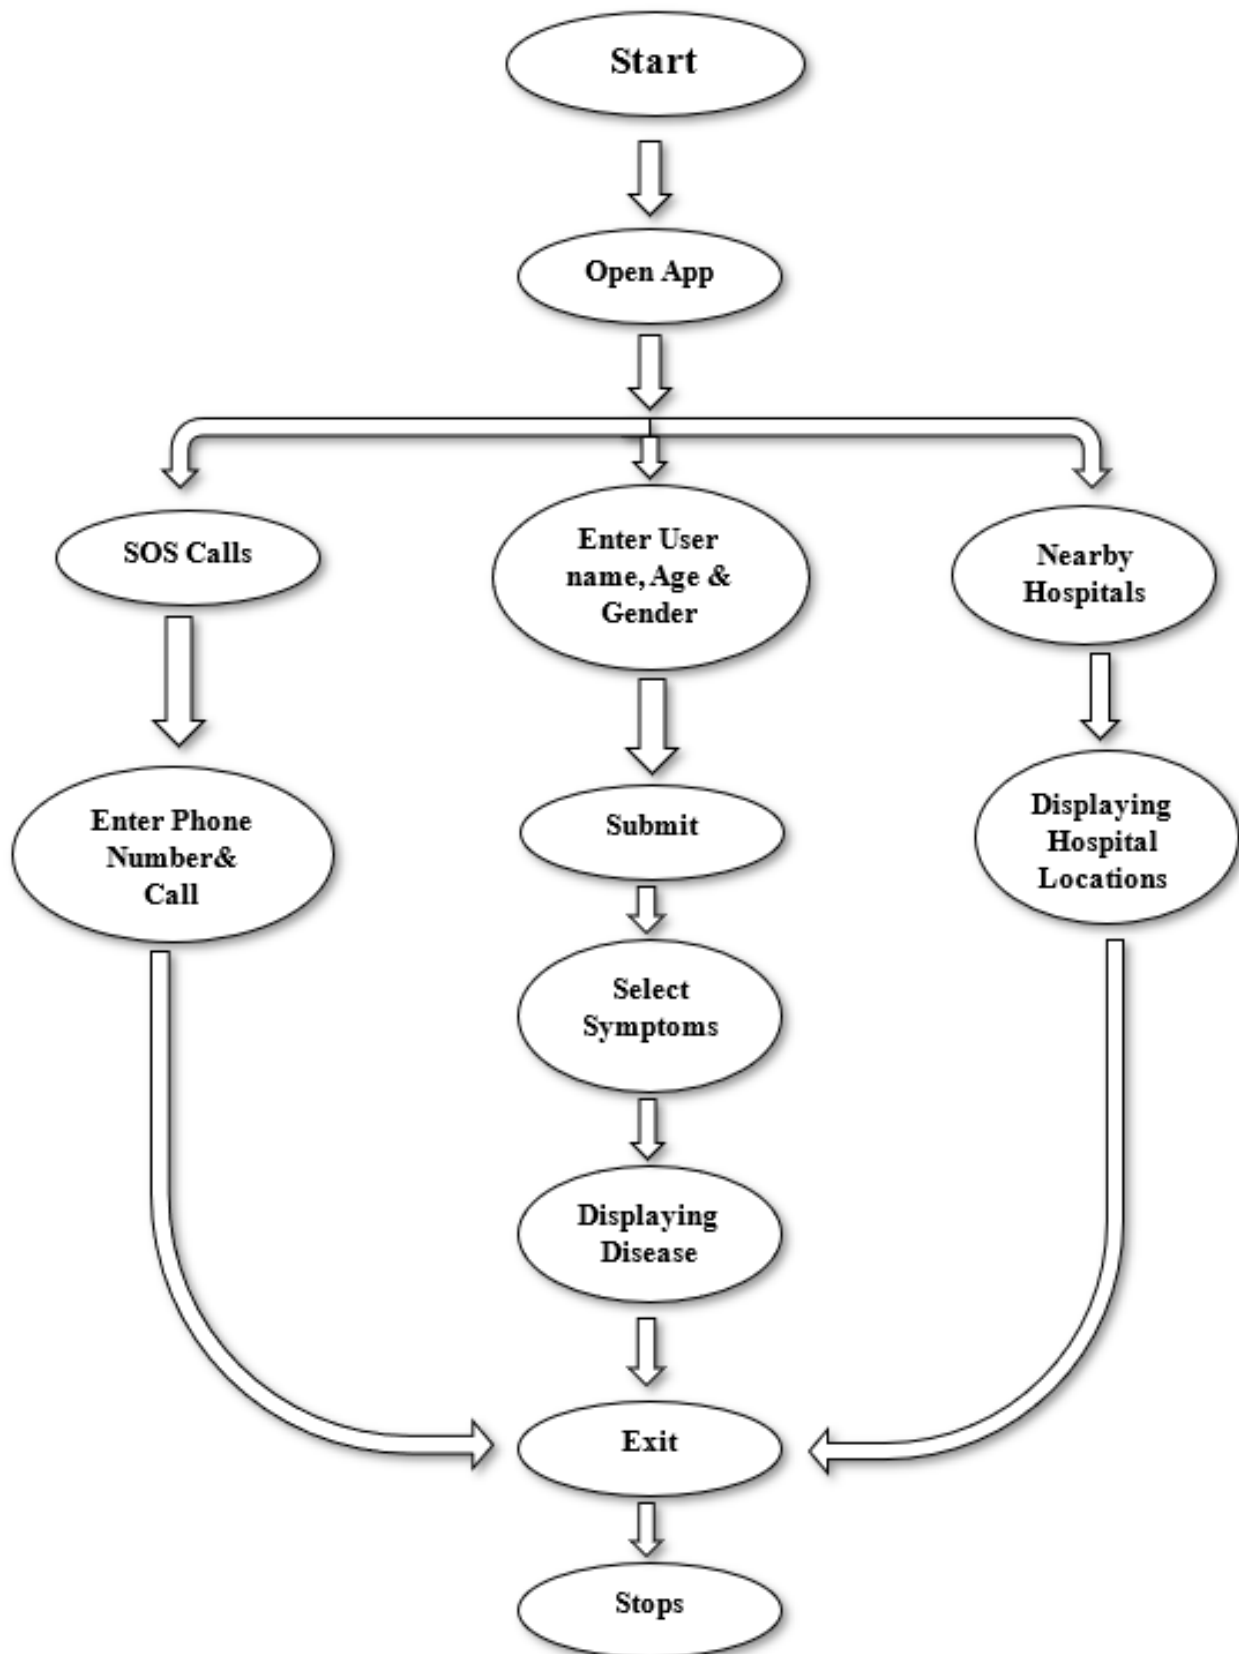 Start
Open App
SOS Calls
Enter User
name, Age &
Gender
Nearby
Hospitals
Enter Phone
Number&
Call
Submit
Displaying
Hospital
Locations
Select
Symptoms
Displaying
Disease
Exit
Stops